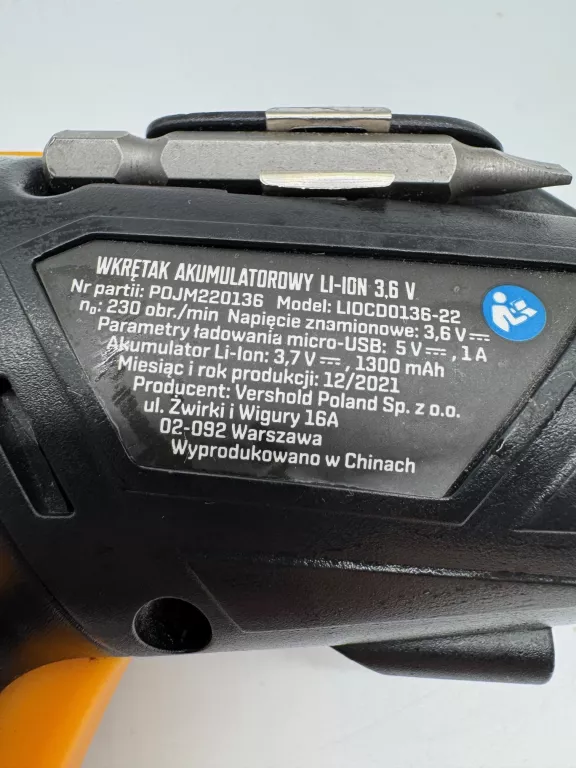 WKRĘTAK AKUMULATOROWY LI-ION 3,6 V
Nr partii: POJM220136 Model: LIOCD0136-22
n₀: 230 obr./min Napięcie znamionowe: 3,6 V⎓
Parametry ładowania micro-USB: 5 V⎓, 1 A
Akumulator Li-Ion: 3,7 V⎓, 1300 mAh
Miesiąc i rok produkcji: 12/2021
Producent: Vershold Poland Sp. z o.o.
ul. Żwirki i Wigury 16A
02-092 Warszawa
Wyprodukowano w Chinach